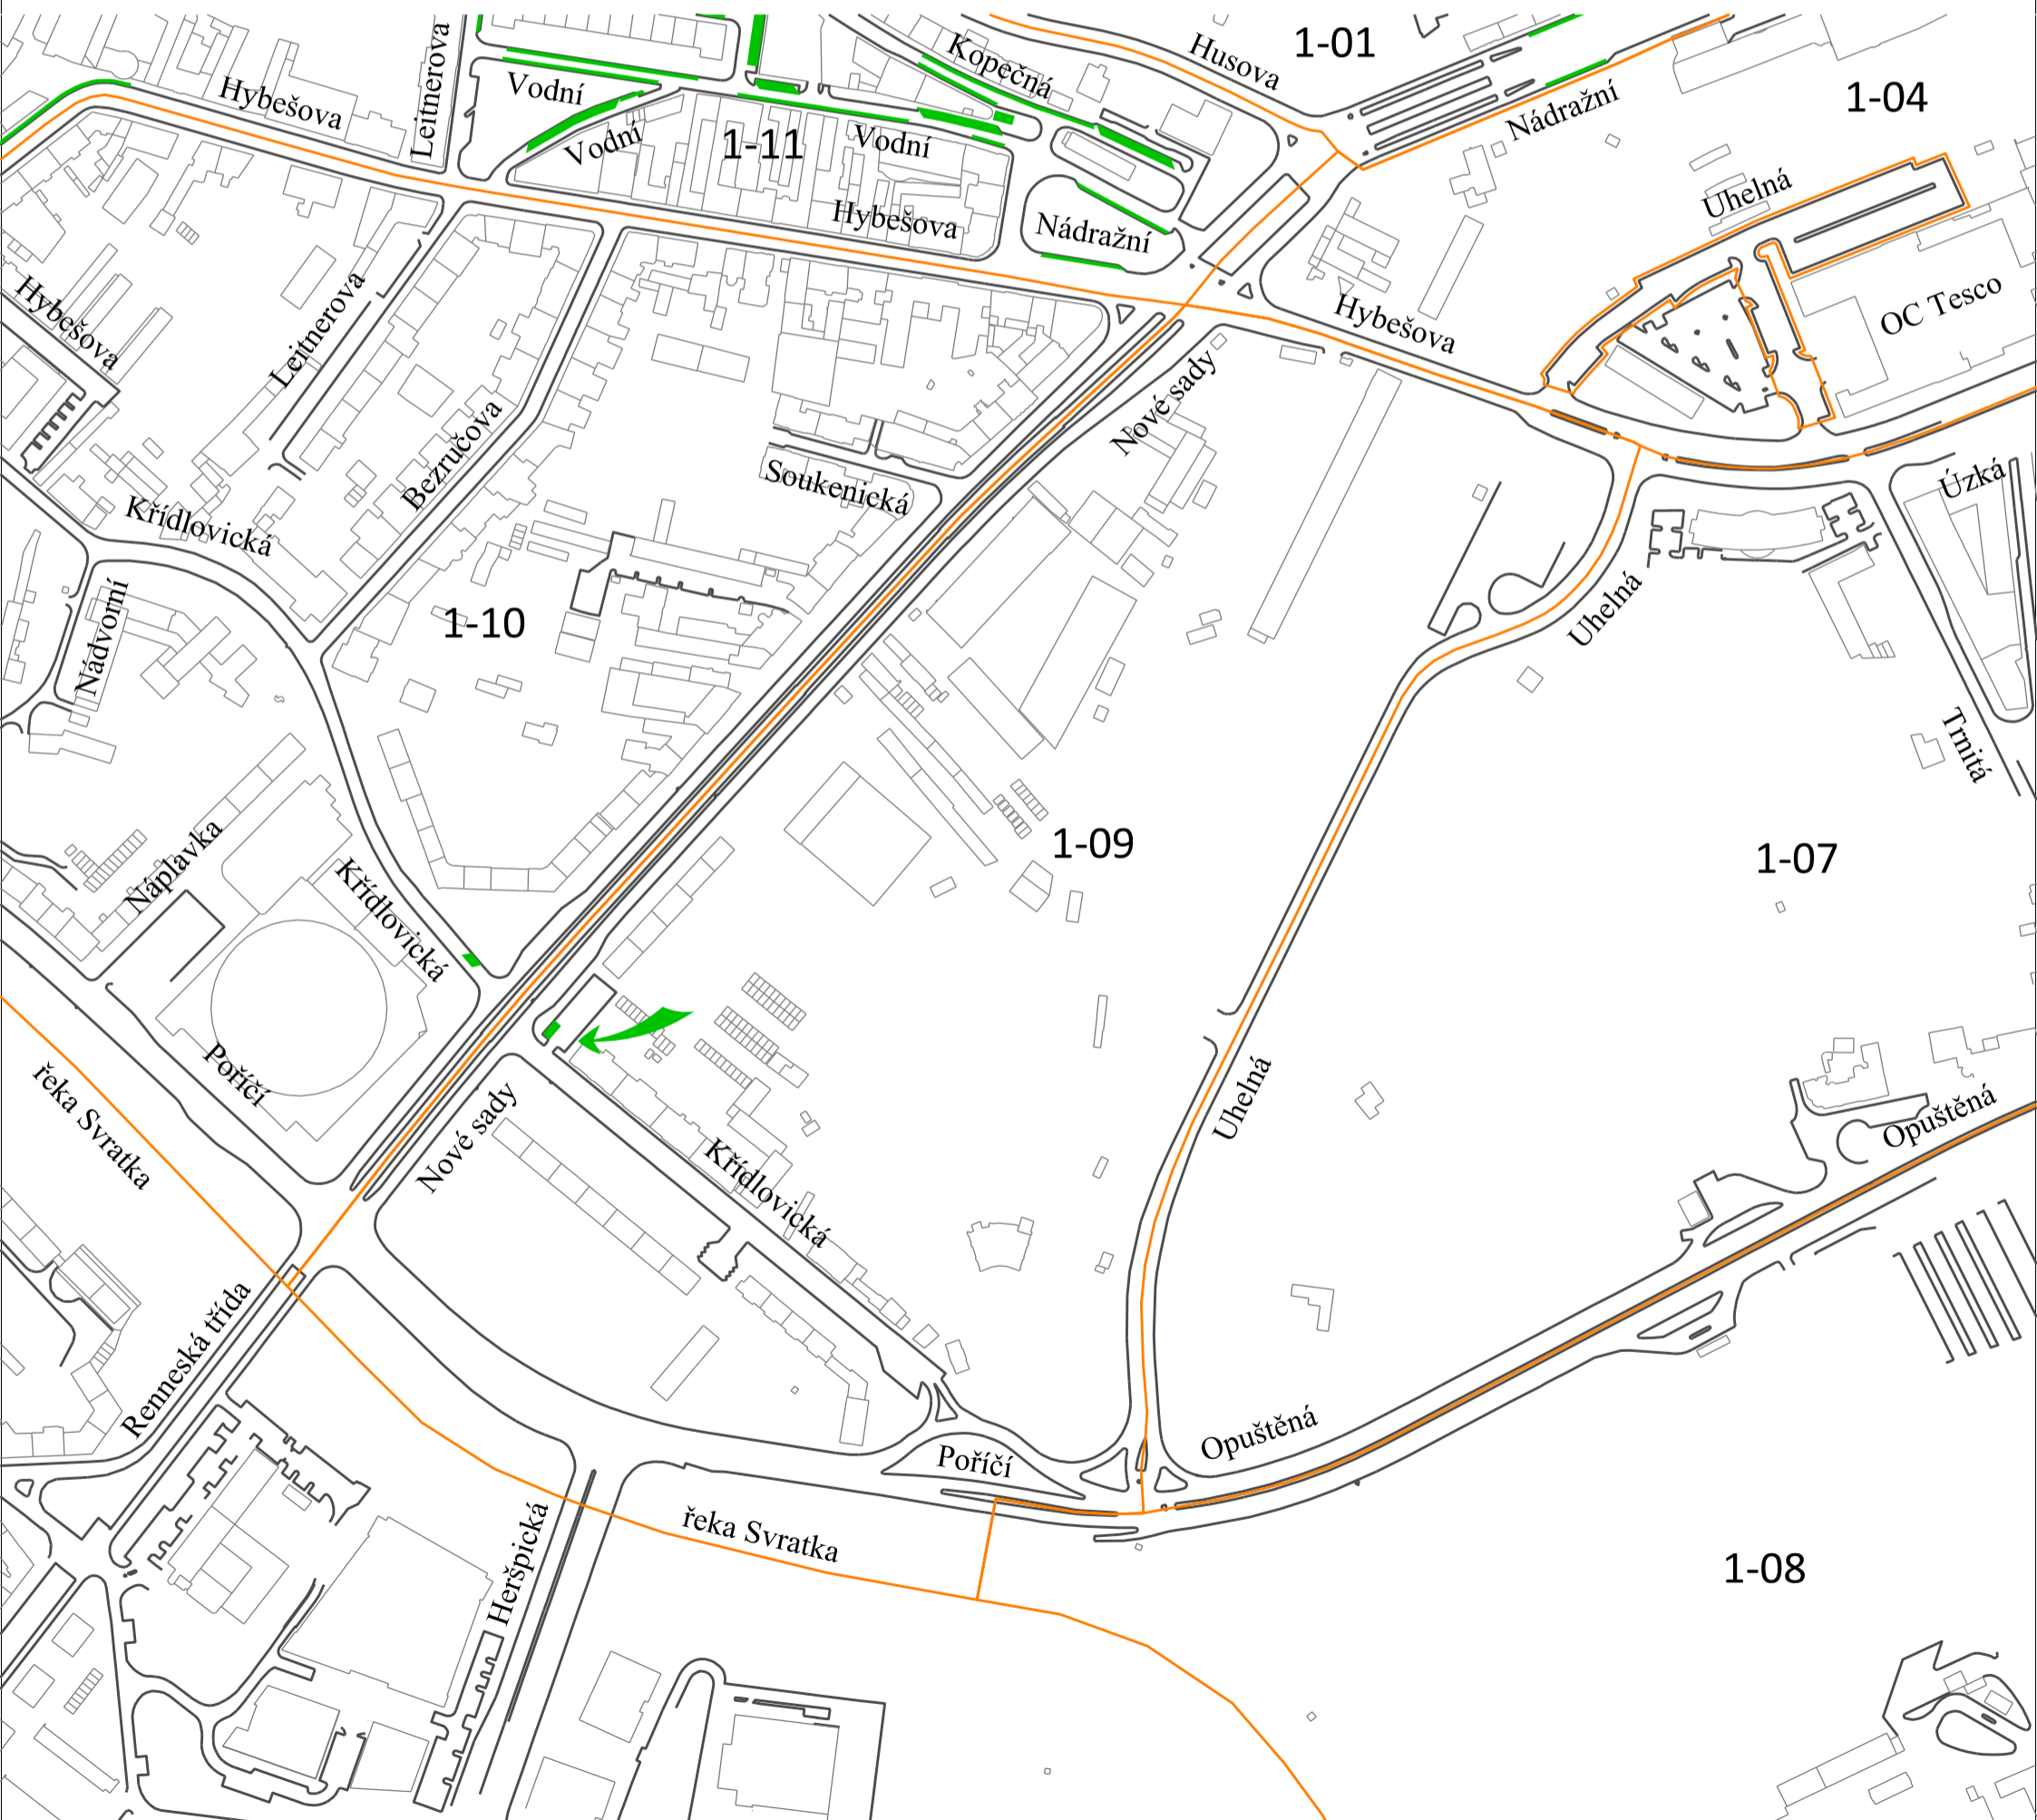 Husova
1-01
Kopečná
Leitnerova
Hybešova
Vodní
1-04
Nádražní
Vodní
1-11
Vodní
Uhelná
Hybešova
Nádražní
Hybešova
Leitnerova
Hybešova
OC Tesco
Nové sady
Bezručova
Soukenická
Úzká
Křídlovická
1-10
Uhelná
Nádvorní
Trnitá
1-09
1-07
Náplavka
Křídlovická
Poříčí
řeka Svratka
Uhelná
Opuštěná
Nové sady
Křídlovická
Renneská třída
Opuštěná
Poříčí
řeka Svratka
Heršpická
1-08